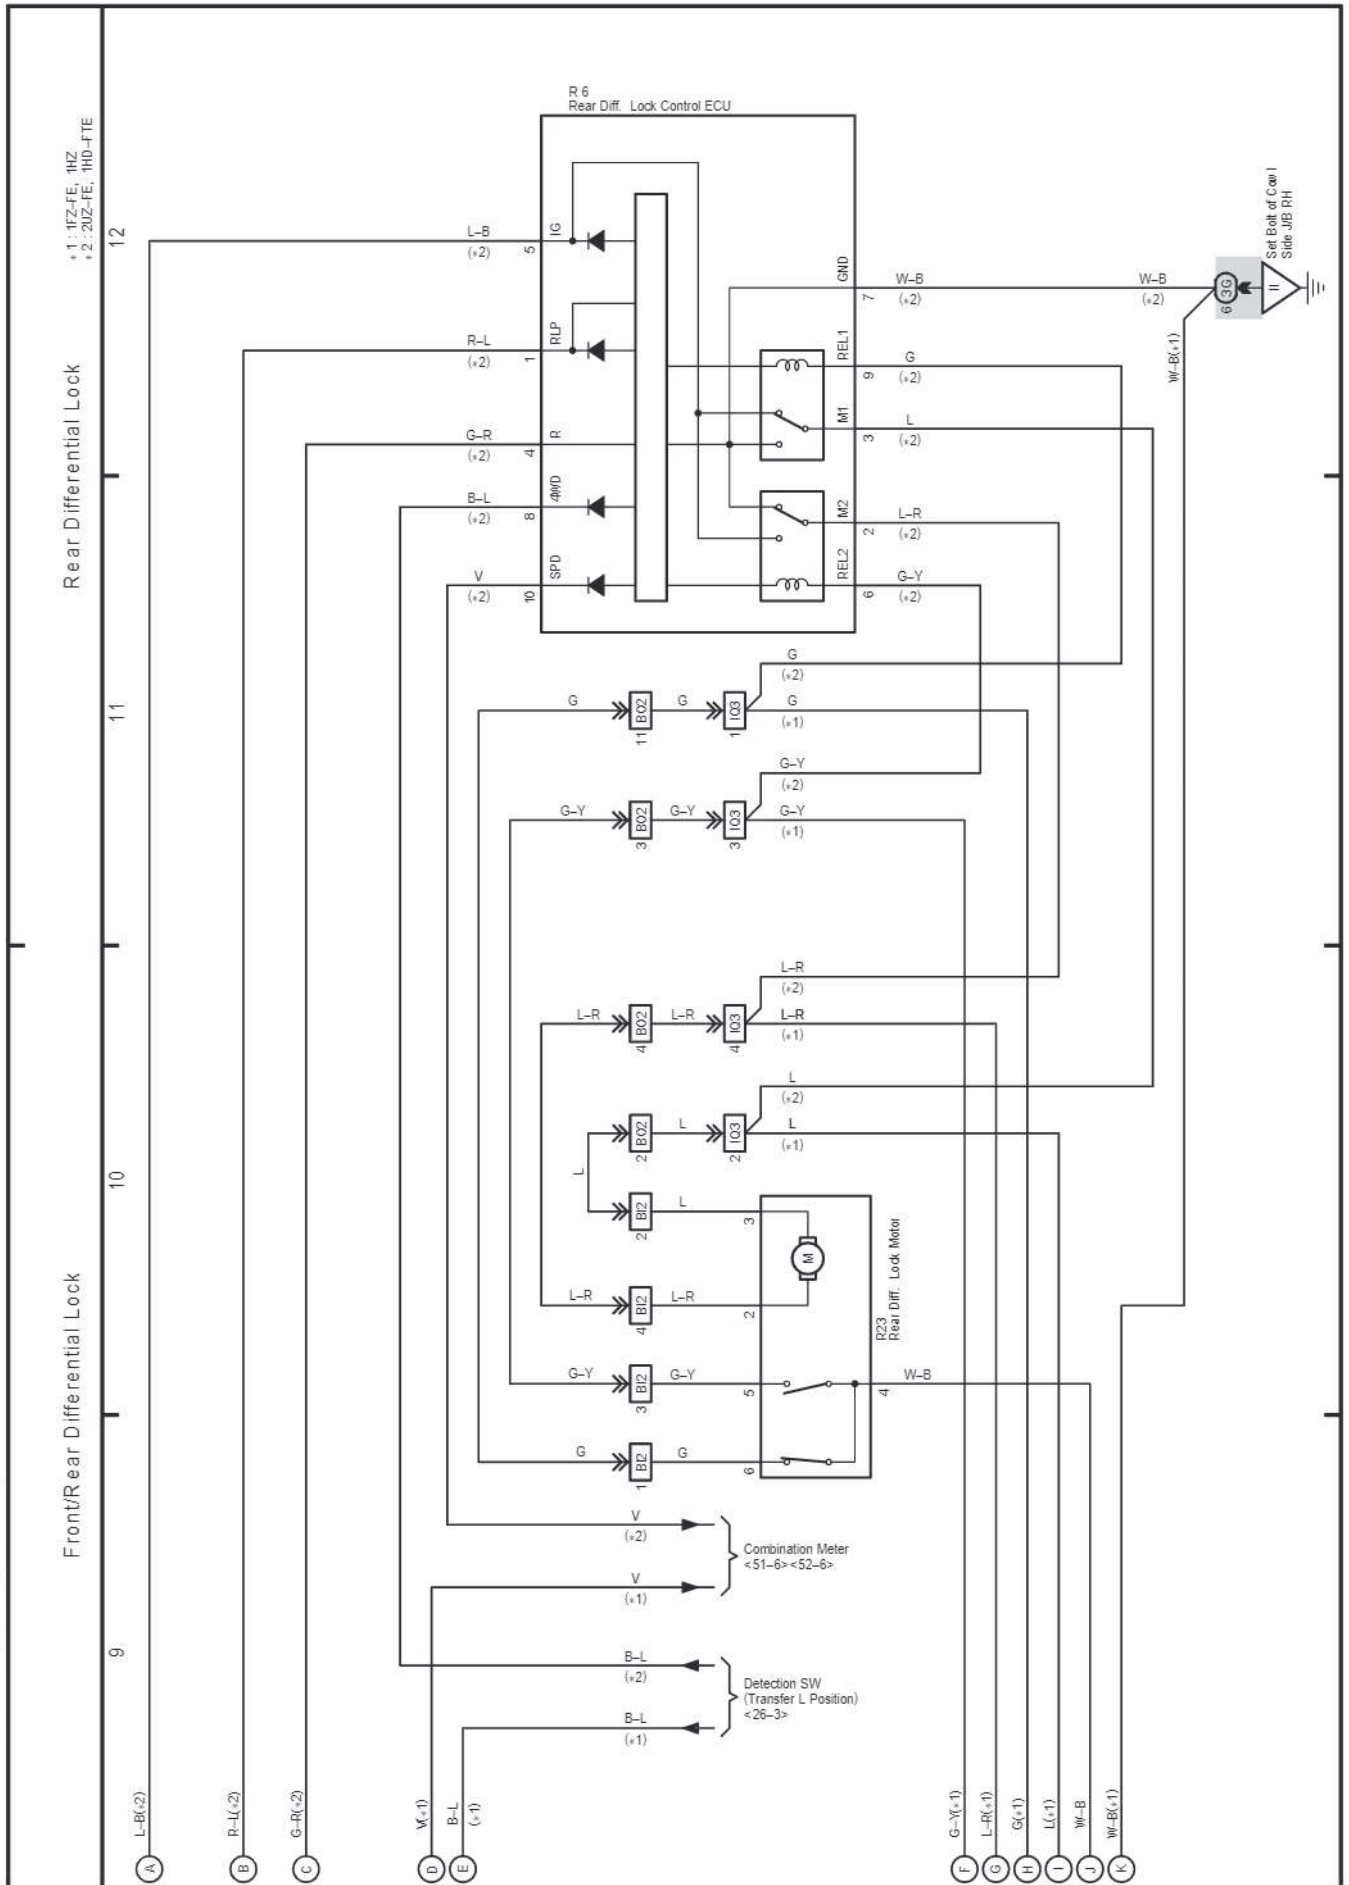 * 1 : 1FZ–FE, 1HZ
* 2 : 2UZ–FE, 1HD–FTE
Rear Differential Lock
Front/Rear Differential Lock
12
11
10
9
R 6
Rear Diff. Lock Control ECU
L–B
(*2)
5
IG
R–L
(*2)
1
RLP
G–R
(*2)
4
R
B–L
(*2)
8
4WD
V
(*2)
10
SPD
GND
7
W–B
(*2)
W–B
(*2)
REL1
9
G
(*2)
M1
3
L
(*2)
M2
2
L–R
(*2)
REL2
6
G–Y
(*2)
W–B(*1)
6
3G
II
Set Bolt of Cowl
Side J/B RH
G
(*2)
G
BO2
11
G
IQ3
1
G
(*1)
G–Y
(*2)
G–Y
BO2
3
G–Y
IQ3
3
G–Y
(*1)
L–R
(*2)
L–R
BO2
4
L–R
IQ3
4
L–R
(*1)
L
(*2)
BO2
2
L
IQ3
2
L
(*1)
L
BI2
2
L
3
M
L–R
BI2
4
L–R
2
R23
Rear Diff. Lock Motor
G–Y
BI2
3
G–Y
5
4
W–B
G
BI2
1
G
6
V
(*2)
Combination Meter
<51–6><52–6>
V
(*1)
B–L
(*2)
Detection SW
(Transfer L Position)
<26–3>
B–L
(*1)
L–B(*2)
A
R–L(*2)
B
G–R(*2)
C
V(*1)
D
B–L
(*1)
E
G–Y(*1)
F
L–R(*1)
G
G(*1)
H
L(*1)
I
W–B
J
W–B(*1)
K